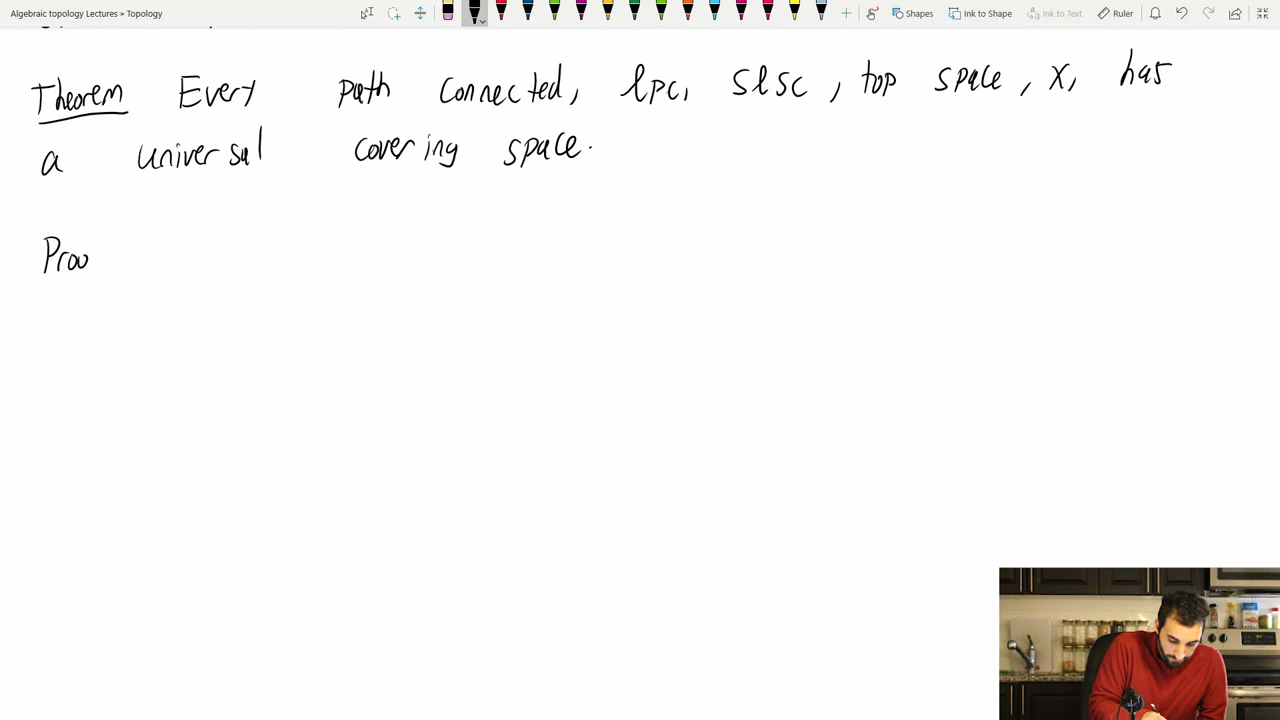 Algebraic topology Lectures » Topology
Shapes Ink to Shape Ink to Text Ruler
Theorem Every path connected, lpc, slsc, top space, X, has
a universal covering space.
Proo